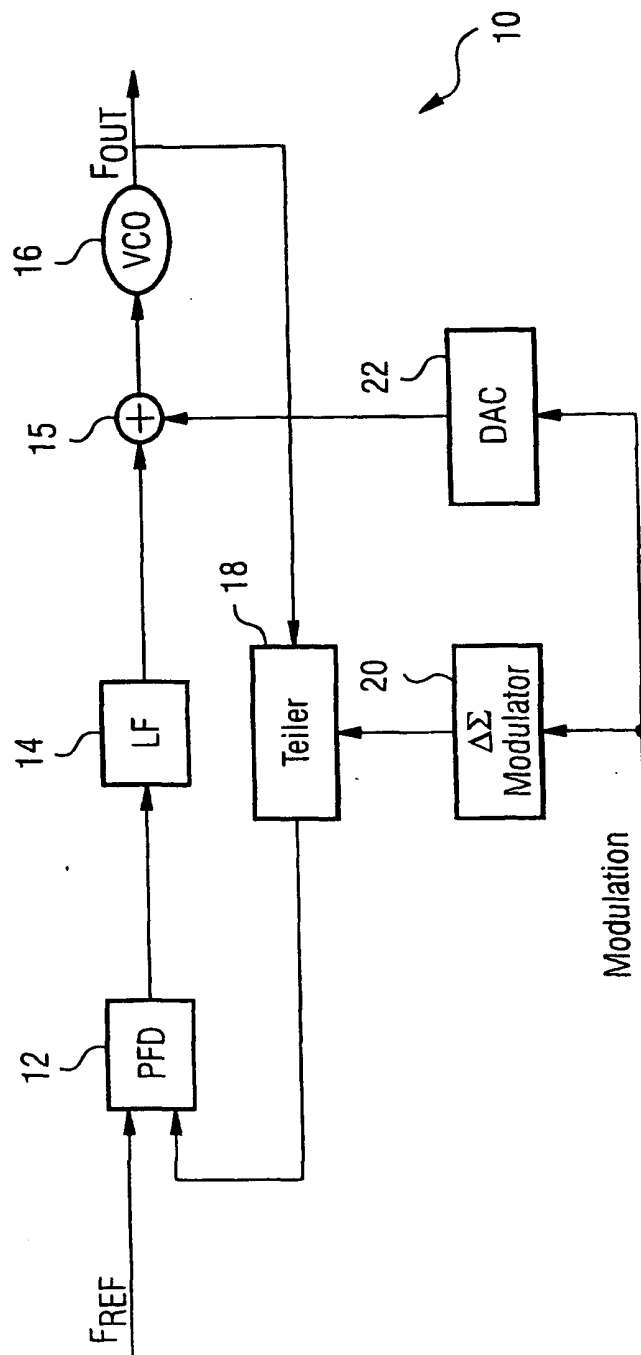 F_REF
12
PFD
14
LF
15
+
16
VCO
F_OUT
18
Teiler
20
ΔΣ
Modulator
22
DAC
Modulation
10